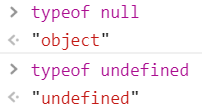 > typeof null
<· "object"
> typeof undefined
<· "undefined"